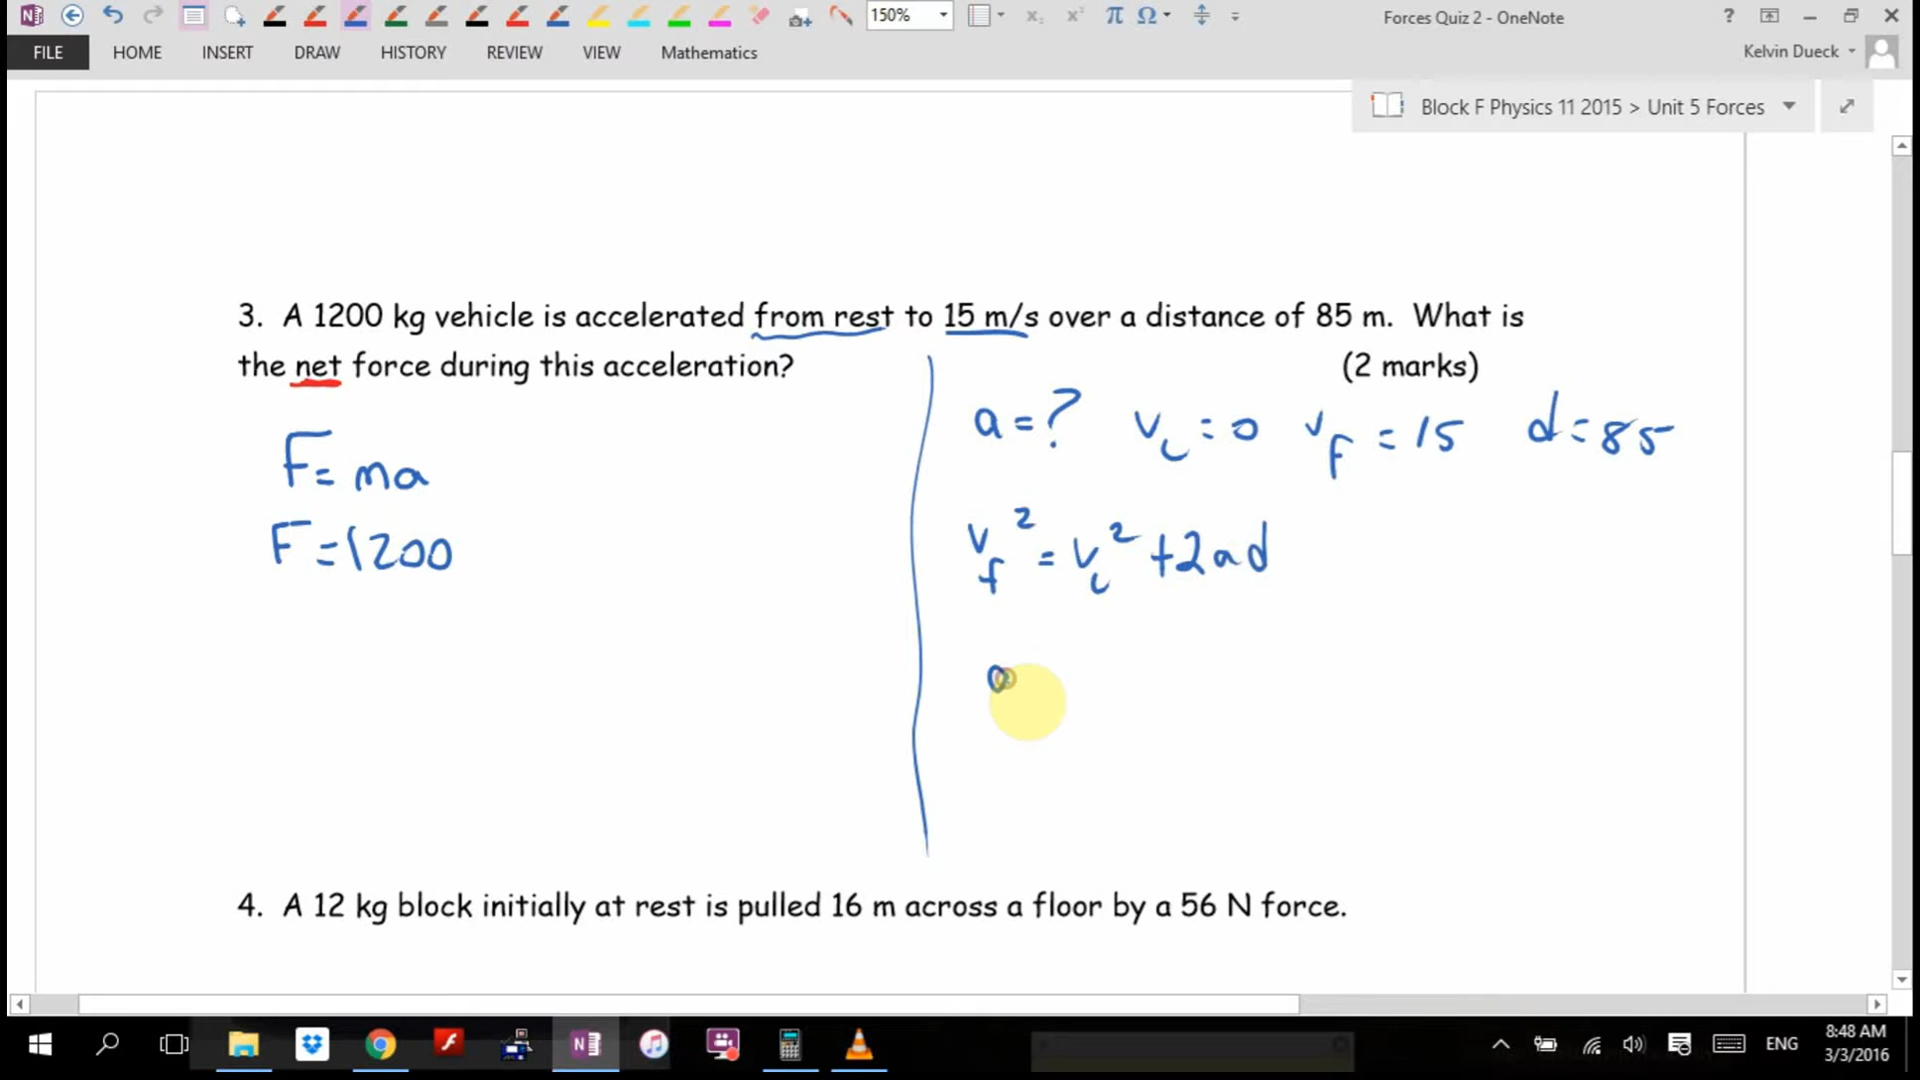 150%
Forces Quiz 2 - OneNote
?
FILE HOME INSERT DRAW HISTORY REVIEW VIEW Mathematics
Kelvin Dueck
Block F Physics 11 2015 > Unit 5 Forces
3. A 1200 kg vehicle is accelerated from rest to 15 m/s over a distance of 85 m. What is
the net force during this acceleration? (2 marks)
F = ma
F = 1200
a = ? vi = 0 vf = 15 d = 85
vf² = vi² + 2ad
4. A 12 kg block initially at rest is pulled 16 m across a floor by a 56 N force.
ENG
8:48 AM
3/3/2016